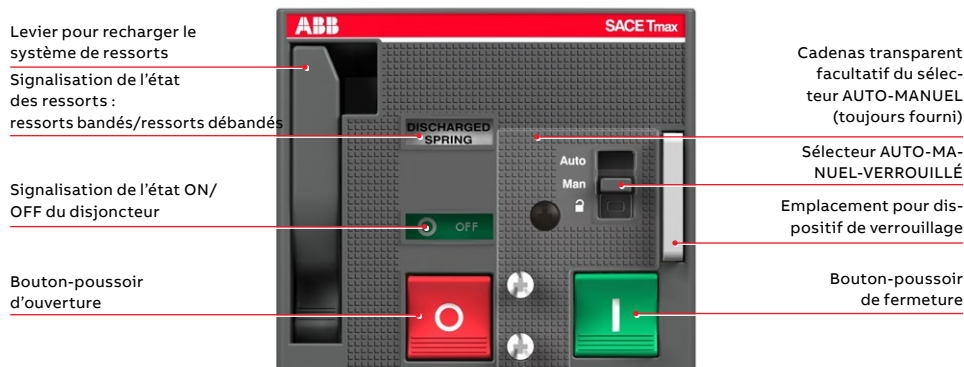 Levier pour recharger le
système de ressorts
Signalisation de l'état
des ressorts :
ressorts bandés/ressorts débandés
Signalisation de l'état ON/
OFF du disjoncteur
Bouton-poussoir
d'ouverture
ABB
SACE Tmax
DISCHARGED
SPRING
Auto
Man
OFF
Cadenas transparent
facultatif du sélec-
teur AUTO-MANUEL
(toujours fourni)
Sélecteur AUTO-MA-
NUEL-VERROUILLÉ
Emplacement pour dis-
positif de verrouillage
Bouton-poussoir
de fermeture